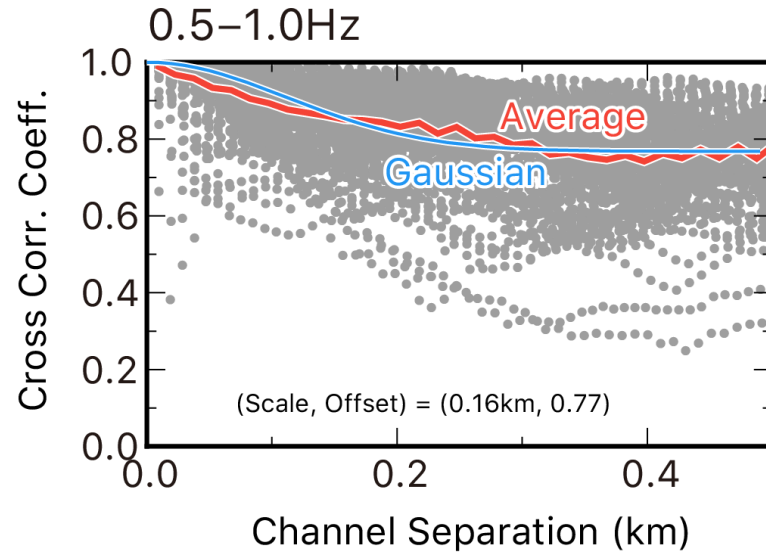 0.5–1.0Hz
Cross Corr. Coeff.
1.0
0.8
0.6
0.4
0.2
0.0
Average
Gaussian
(Scale, Offset) = (0.16km, 0.77)
0.0
0.2
0.4
Channel Separation (km)